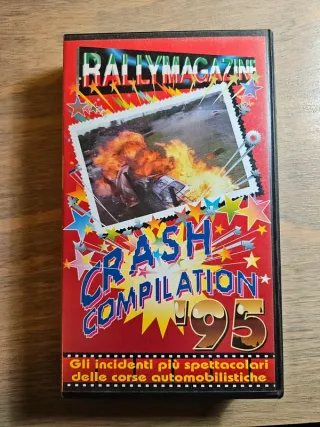 RALLYMAGAZINE
CRASH
COMPILATION
'95
Gli incidenti più spettacolari
delle corse automobilistiche